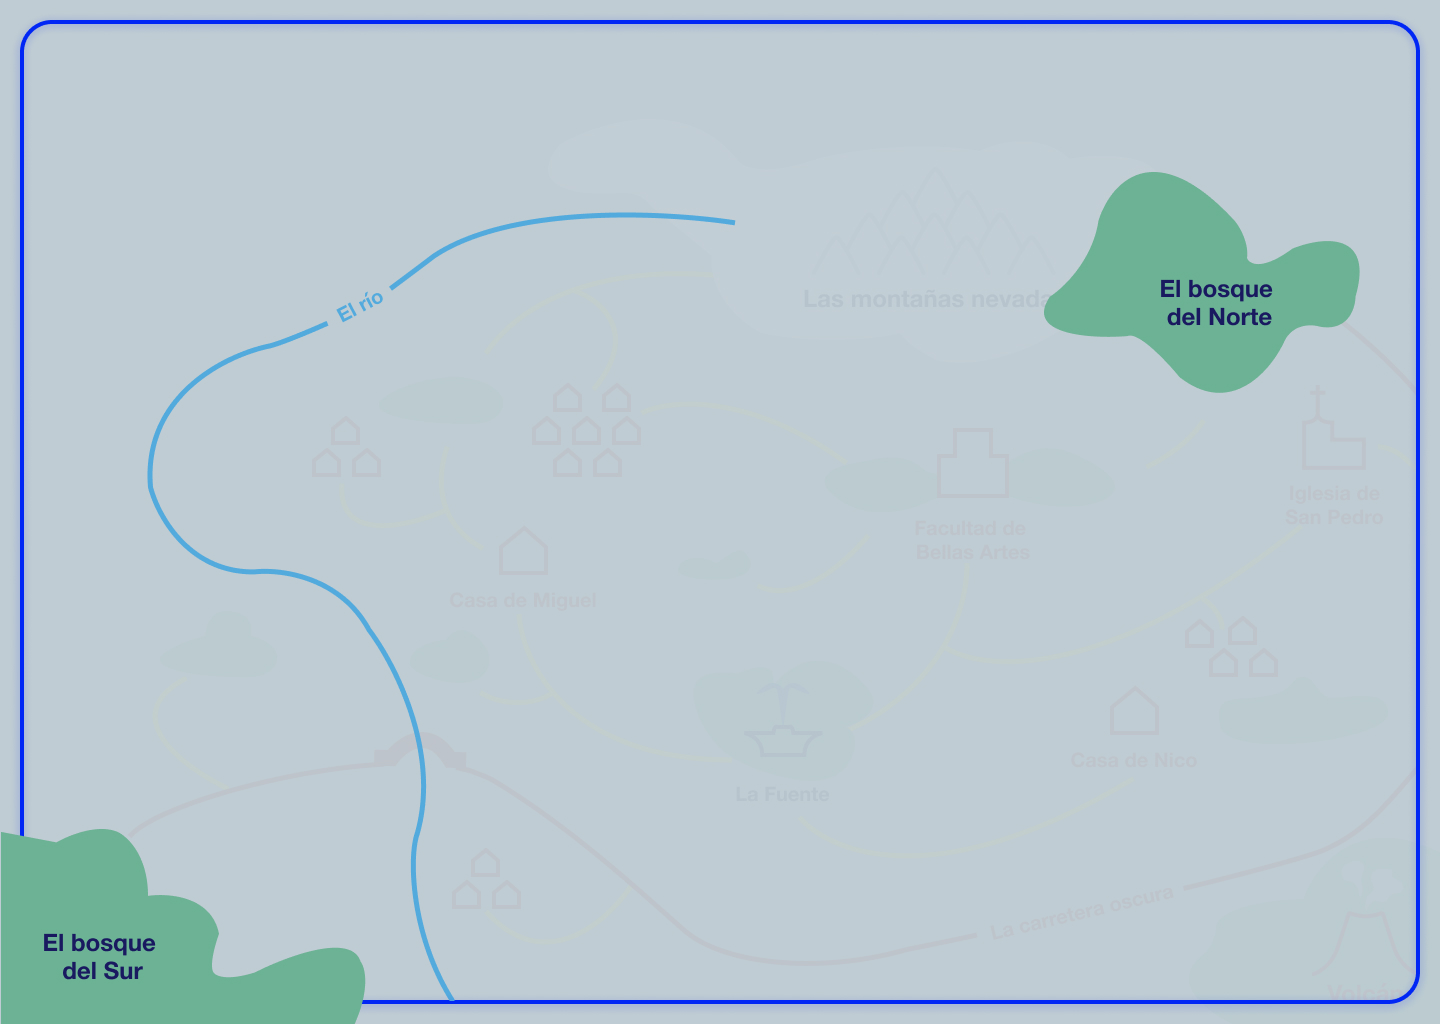 Las montañas nevada
El bosque
del Norte
El río
Iglesia de
San Pedro
Facultad de
Bellas Artes
Casa de Miguel
Casa de Nico
La Fuente
La carretera oscura
El bosque
del Sur
Volcán